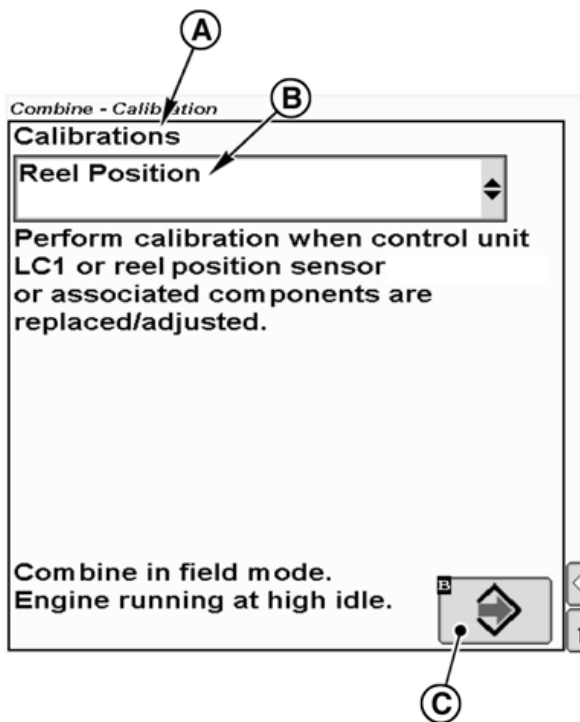 A
B
Combine - Calibration
Calibrations
Reel Position
Perform calibration when control unit
LC1 or reel position sensor
or associated components are
replaced/adjusted.
Combine in field mode.
Engine running at high idle.
B
C